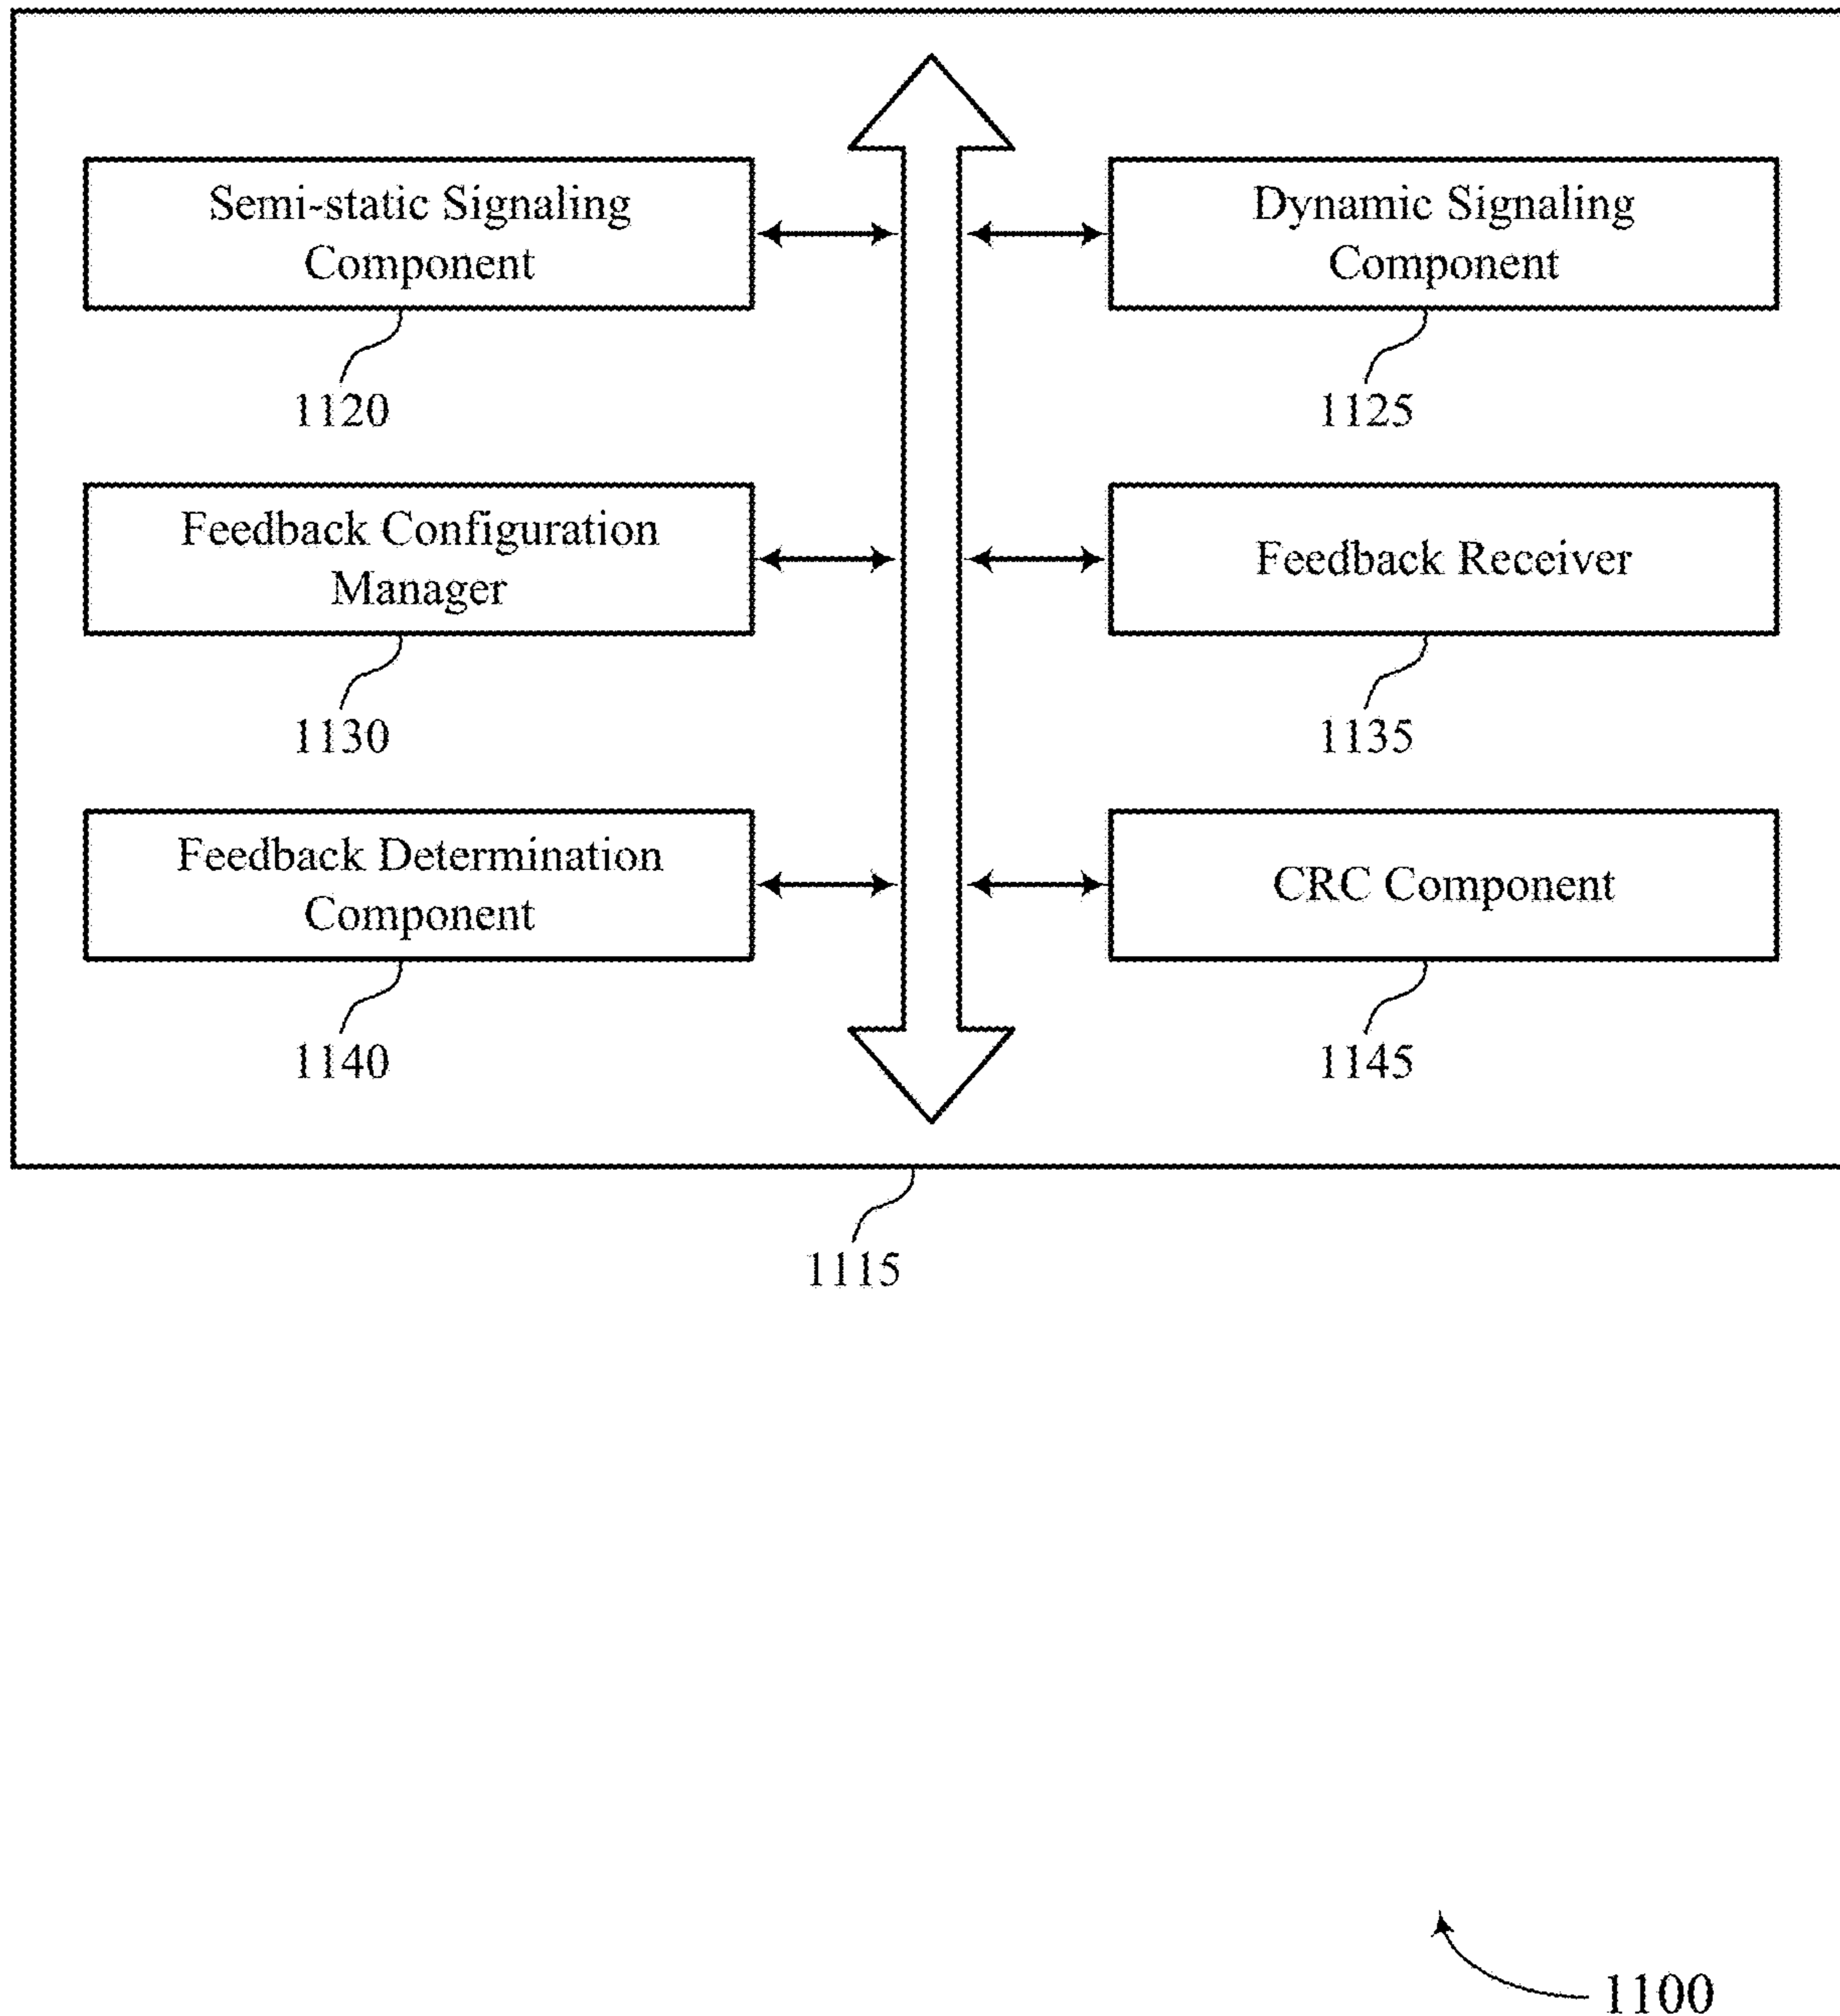 Semi-static Signaling
Component
1120
Dynamic Signaling
Component
1125
Feedback Configuration
Manager
1130
Feedback Receiver
1135
Feedback Determination
Component
1140
CRC Component
1145
1115
1100